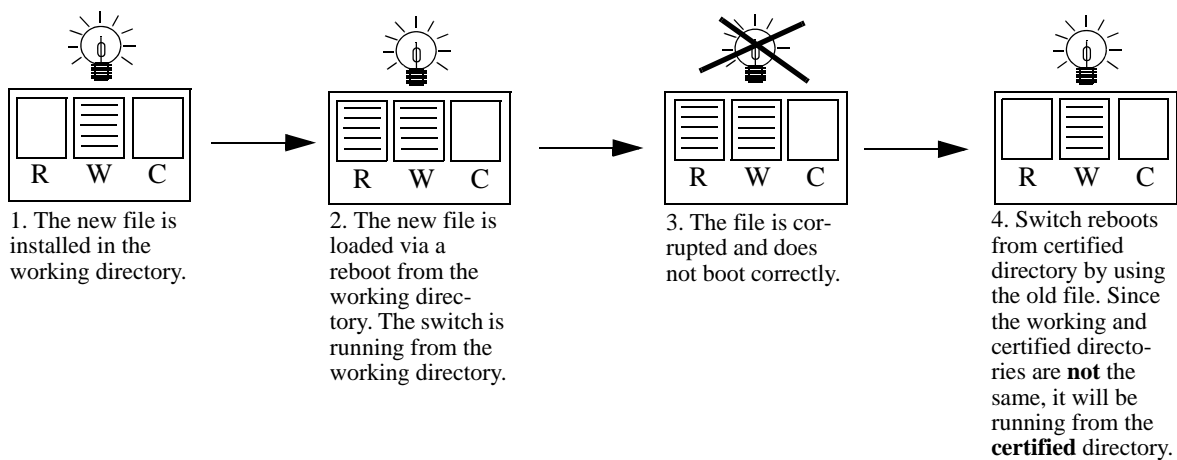 R W C
1. The new file is
installed in the
working directory.
R W C
2. The new file is
loaded via a
reboot from the
working direc-
tory. The switch is
running from the
working directory.
R W C
3. The file is cor-
rupted and does
not boot correctly.
R W C
4. Switch reboots
from certified
directory by using
the old file. Since
the working and
certified directo-
ries are not the
same, it will be
running from the
certified directory.